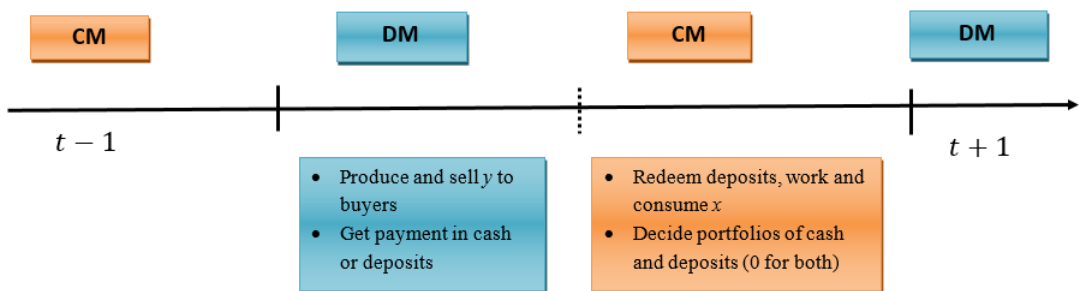 CM
DM
CM
DM
t − 1
t + 1
• Produce and sell y to
buyers
• Get payment in cash
or deposits
• Redeem deposits, work and
consume x
• Decide portfolios of cash
and deposits (0 for both)